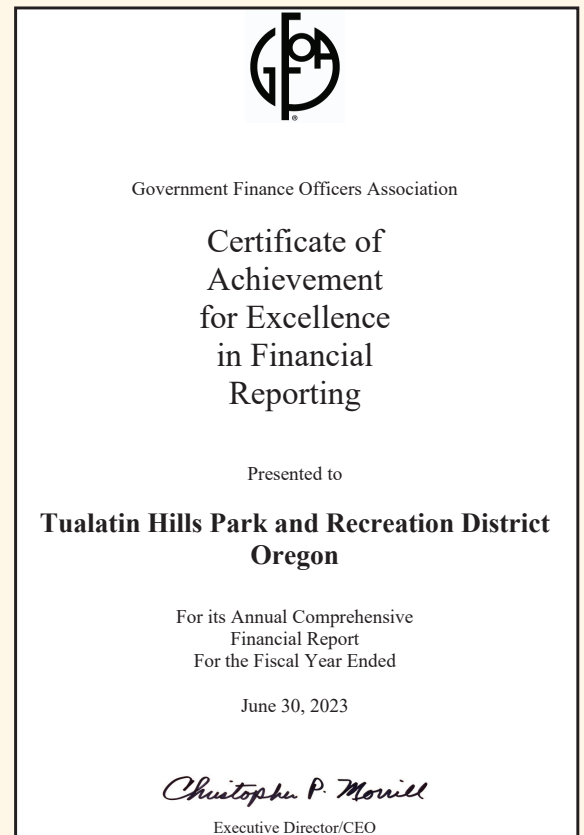 GFOA
®
Government Finance Officers Association
Certificate of
Achievement
for Excellence
in Financial
Reporting
Presented to
Tualatin Hills Park and Recreation District
Oregon
For its Annual Comprehensive
Financial Report
For the Fiscal Year Ended
June 30, 2023
Christopher P. Morrill
Executive Director/CEO